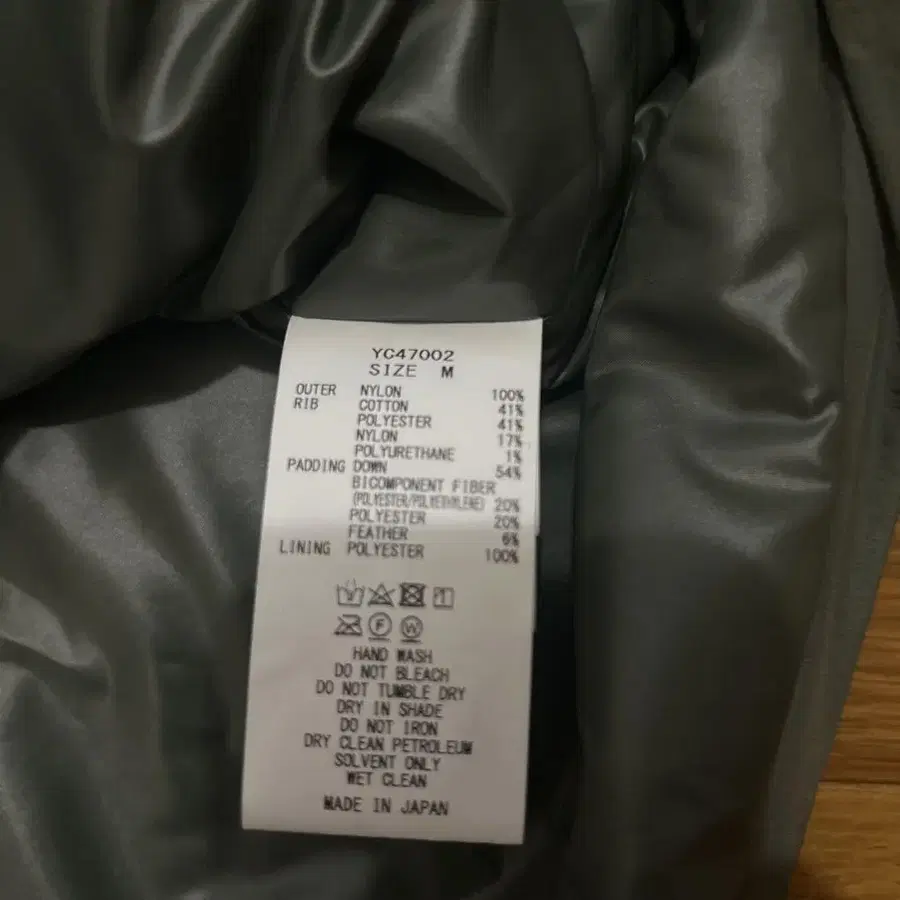 YC47002
SIZE M
OUTER NYLON 100%
RIB COTTON 41%
POLYESTER 41%
NYLON 17%
POLYURETHANE 1%
PADDING DOWN 54%
BICOMPONENT FIBER
(POLYESTER/POLYETHYLENE) 20%
POLYESTER 20%
FEATHER 6%
LINING POLYESTER 100%
F W
HAND WASH
DO NOT BLEACH
DO NOT TUMBLE DRY
DRY IN SHADE
DO NOT IRON
DRY CLEAN PETROLEUM
SOLVENT ONLY
WET CLEAN
MADE IN JAPAN